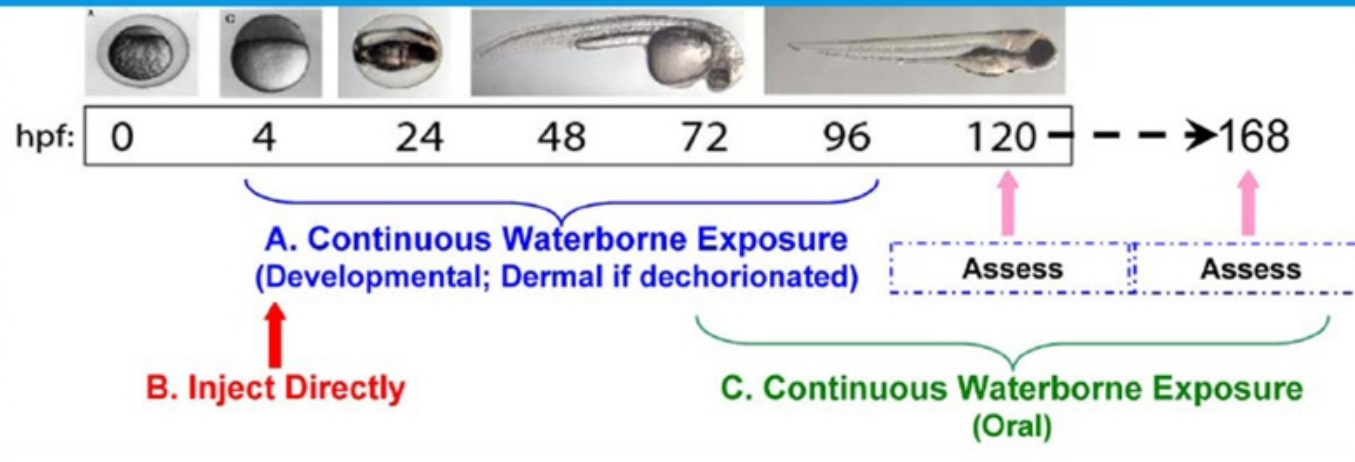 A
G
hpf: 0 4 24 48 72 96 120 168
A. Continuous Waterborne Exposure
(Developmental; Dermal if dechorionated)
Assess
Assess
B. Inject Directly
C. Continuous Waterborne Exposure
(Oral)